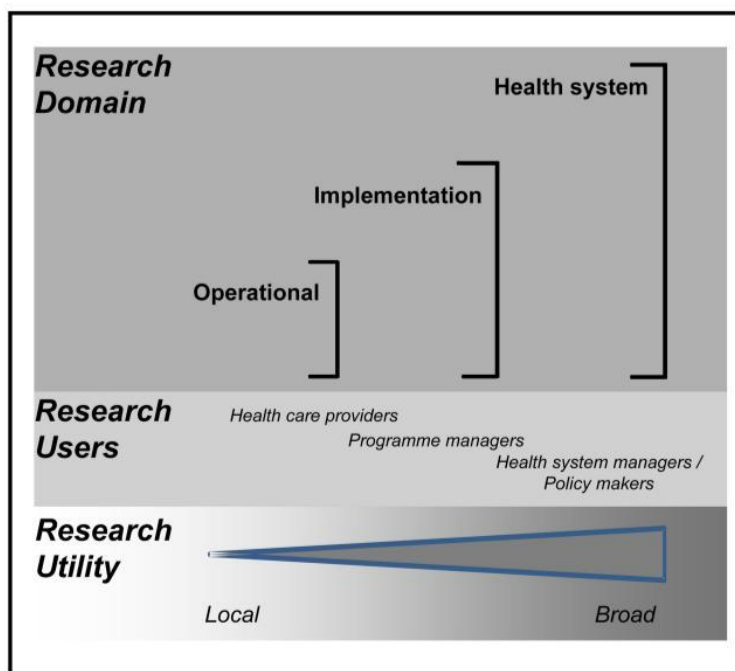 Research
Domain
Health system
Implementation
Operational
Research
Users
Health care providers
Programme managers
Health system managers /
Policy makers
Research
Utility
Local
Broad